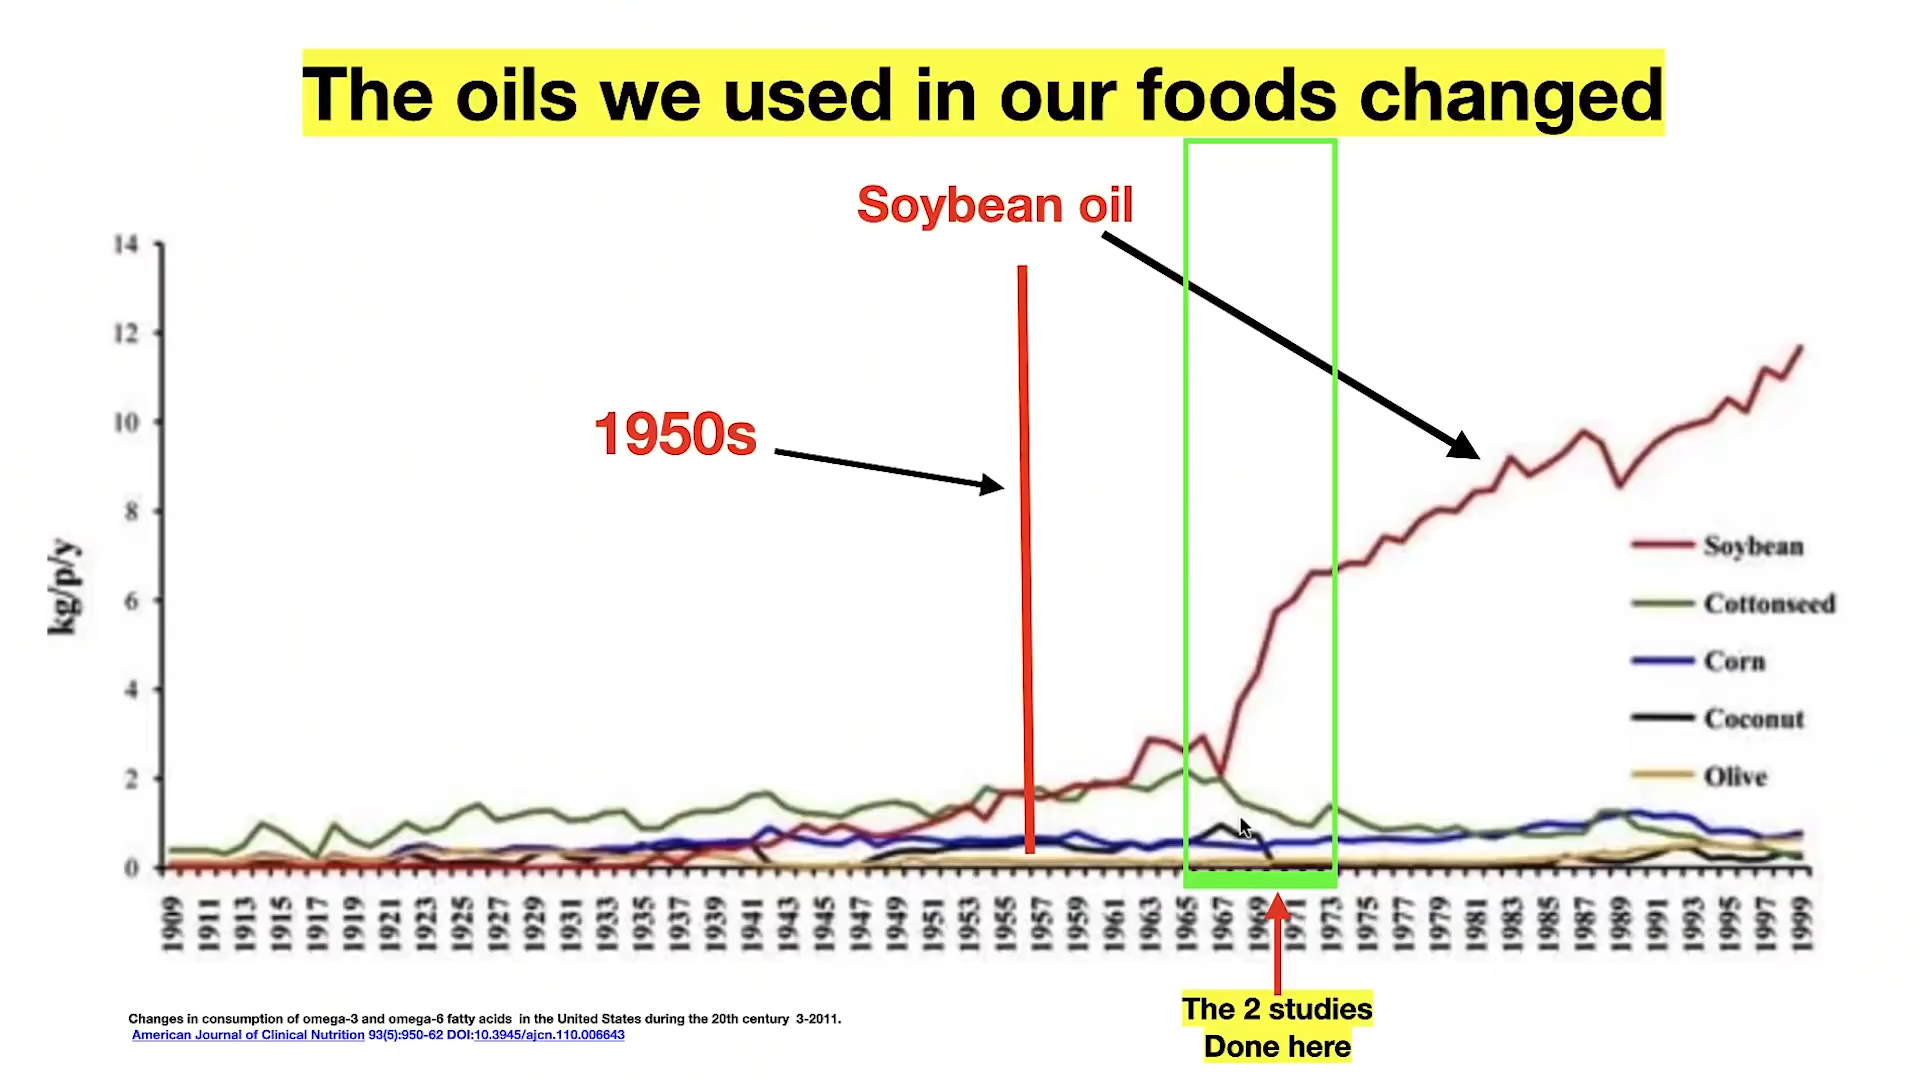 The oils we used in our foods changed
Soybean oil
1950s
14
12
10
8
6
4
2
0
kg/p/y
Soybean
Cottonseed
Corn
Coconut
Olive
1909 1911 1913 1915 1917 1919 1921 1923 1925 1927 1929 1931 1933 1935 1937 1939 1941 1943 1945 1947 1949 1951 1953 1955 1957 1959 1961 1963 1965 1967 1969 1971 1973 1975 1977 1979 1981 1983 1985 1987 1989 1991 1993 1995 1997 1999
The 2 studies
Done here
Changes in consumption of omega-3 and omega-6 fatty acids in the United States during the 20th century 3-2011.
American Journal of Clinical Nutrition 93(5):950-62 DOI:10.3945/ajcn.110.006643